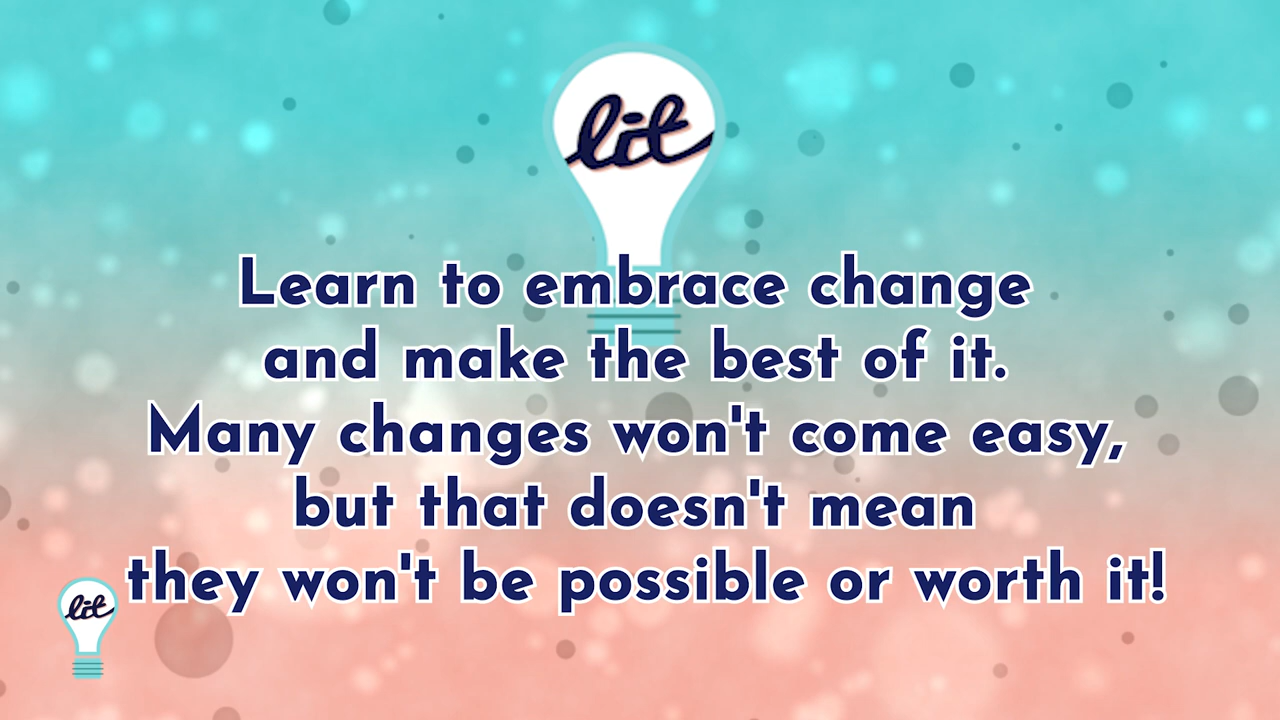 lit
Learn to embrace change
and make the best of it.
Many changes won't come easy,
but that doesn't mean
they won't be possible or worth it!
lit